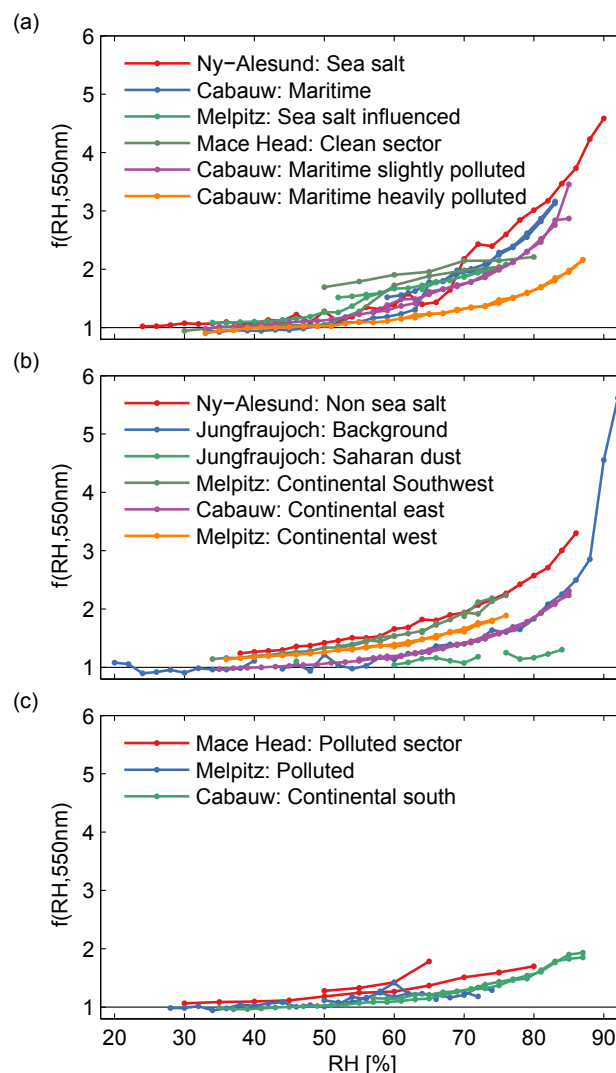 (a)
6
5
4
3
2
1
f(RH,550nm)
Ny−Alesund: Sea salt
Cabauw: Maritime
Melpitz: Sea salt influenced
Mace Head: Clean sector
Cabauw: Maritime slightly polluted
Cabauw: Maritime heavily polluted
(b)
6
5
4
3
2
1
f(RH,550nm)
Ny−Alesund: Non sea salt
Jungfraujoch: Background
Jungfraujoch: Saharan dust
Melpitz: Continental Southwest
Cabauw: Continental east
Melpitz: Continental west
(c)
6
5
4
3
2
1
f(RH,550nm)
Mace Head: Polluted sector
Melpitz: Polluted
Cabauw: Continental south
20 30 40 50 60 70 80 90
RH [%]